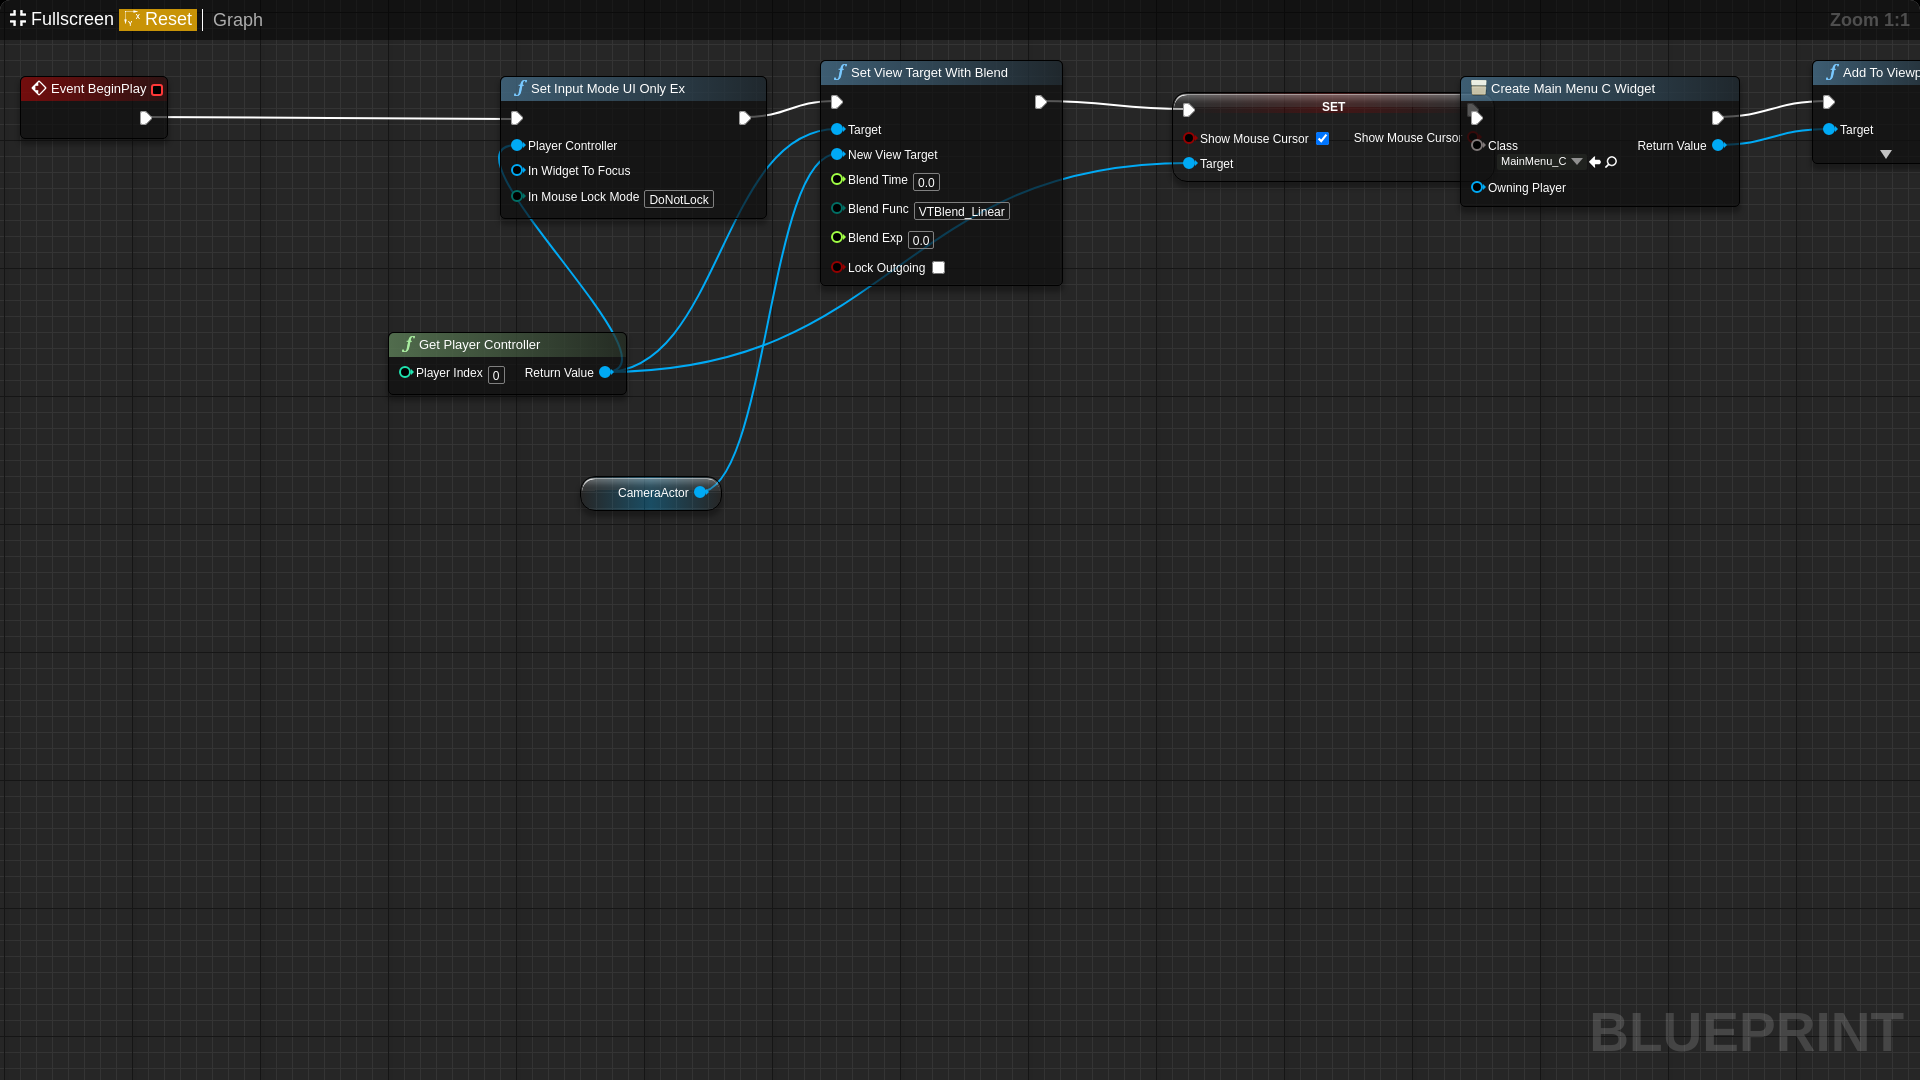 Fullscreen Reset Graph Zoom 1:1
Event BeginPlay
Set Input Mode UI Only Ex
Player Controller
In Widget To Focus
In Mouse Lock Mode DoNotLock
Set View Target With Blend
Target
New View Target
Blend Time 0.0
Blend Func VTBlend_Linear
Blend Exp 0.0
Lock Outgoing
SET
Show Mouse Cursor Show Mouse Cursor
Target
Create Main Menu C Widget
Class Return Value
MainMenu_C
Owning Player
Add To Viewp
Target
Get Player Controller
Player Index 0 Return Value
CameraActor
BLUEPRINT